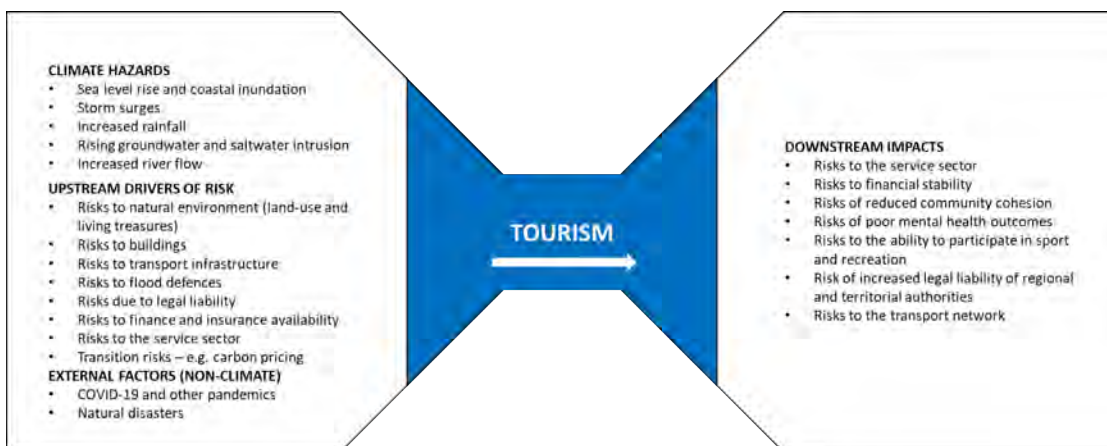 CLIMATE HAZARDS
• Sea level rise and coastal inundation
• Storm surges
• Increased rainfall
• Rising groundwater and saltwater intrusion
• Increased river flow
UPSTREAM DRIVERS OF RISK
• Risks to natural environment (land-use and
living treasures)
• Risks to buildings
• Risks to transport infrastructure
• Risks to flood defences
• Risks due to legal liability
• Risks to finance and insurance availability
• Risks to the service sector
• Transition risks – e.g. carbon pricing
EXTERNAL FACTORS (NON-CLIMATE)
• COVID-19 and other pandemics
• Natural disasters
TOURISM
DOWNSTREAM IMPACTS
• Risks to the service sector
• Risks to financial stability
• Risks of reduced community cohesion
• Risks of poor mental health outcomes
• Risks to the ability to participate in sport
and recreation
• Risk of increased legal liability of regional
and territorial authorities
• Risks to the transport network